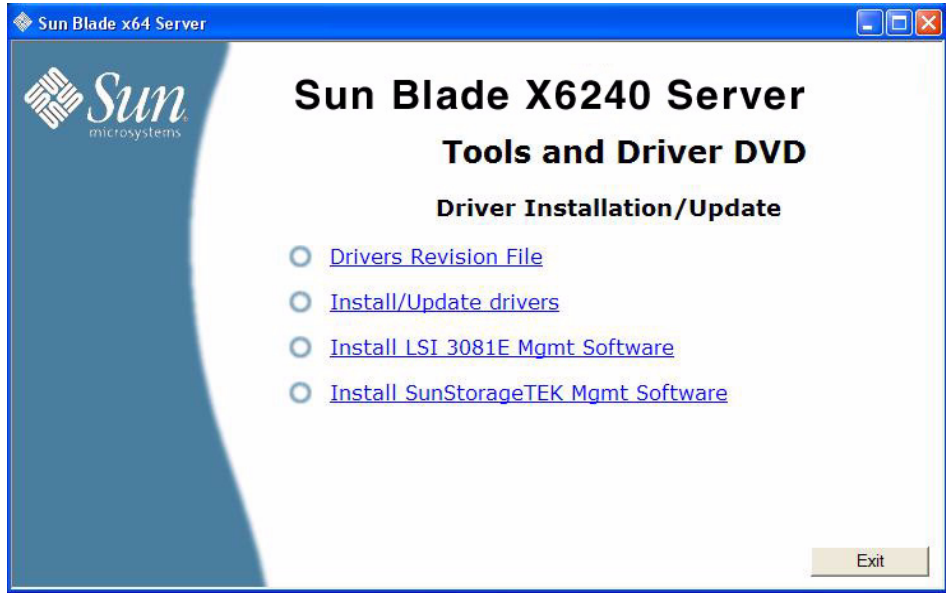 Sun Blade x64 Server
Sun
microsystems
Sun Blade X6240 Server
Tools and Driver DVD
Driver Installation/Update
Drivers Revision File
Install/Update drivers
Install LSI 3081E Mgmt Software
Install SunStorageTEK Mgmt Software
Exit